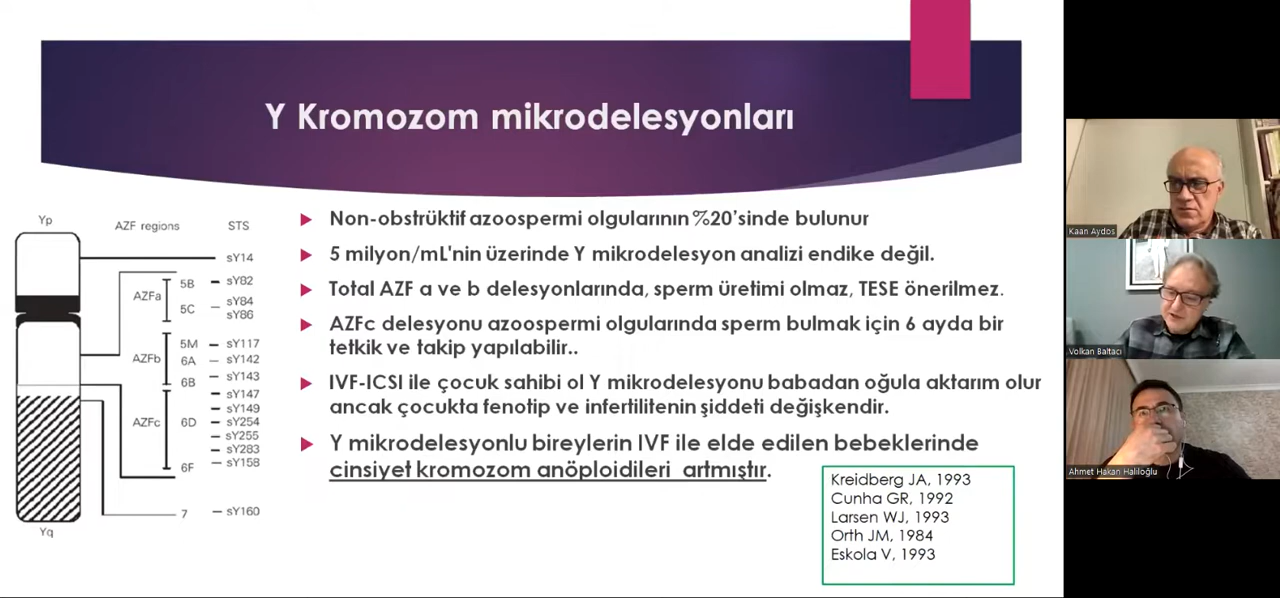 Y Kromozom mikrodelesyonları
Yp
AZF regions
STS
sY14
AZFa
5B
sY82
5C
sY84
sY86
AZFb
5M
sY117
6A
sY142
6B
sY143
AZFc
sY147
sY149
6D
sY254
sY255
sY283
6F
sY158
7
sY160
Yq
Non-obstrüktif azoospermi olgularının %20'sinde bulunur
5 milyon/mL'nin üzerinde Y mikrodelesyon analizi endike değil.
Total AZF a ve b delesyonlarında, sperm üretimi olmaz, TESE önerilmez.
AZFc delesyonu azoospermi olgularında sperm bulmak için 6 ayda bir
tetkik ve takip yapılabilir..
IVF-ICSI ile çocuk sahibi ol Y mikrodelesyonu babadan oğula aktarım olur
ancak çocukta fenotip ve infertilitenin şiddeti değişkendir.
Y mikrodelesyonlu bireylerin IVF ile elde edilen bebeklerinde
cinsiyet kromozom anöploidileri artmıştır.
Kreidberg JA, 1993
Cunha GR, 1992
Larsen WJ, 1993
Orth JM, 1984
Eskola V, 1993
Kaan Aydos
Volkan Baltacı
Ahmet Hakan Haliloğlu